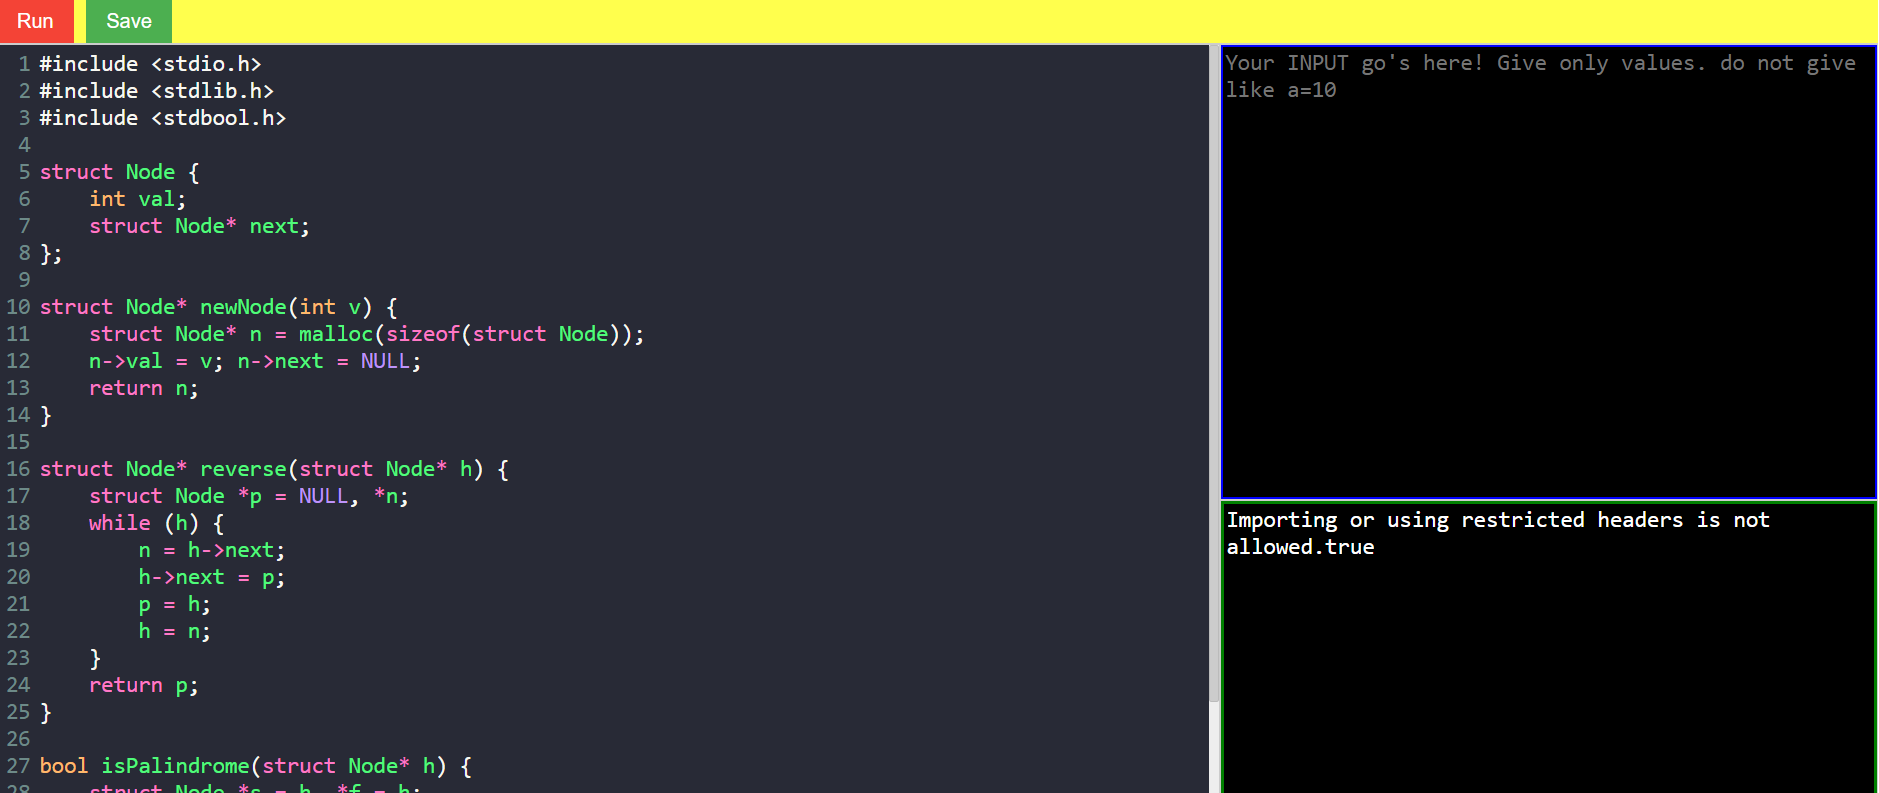 Run Save
1 #include <stdio.h>
2 #include <stdlib.h>
3 #include <stdbool.h>
4
5 struct Node {
6     int val;
7     struct Node* next;
8 };
9
10 struct Node* newNode(int v) {
11     struct Node* n = malloc(sizeof(struct Node));
12     n->val = v; n->next = NULL;
13     return n;
14 }
15
16 struct Node* reverse(struct Node* h) {
17     struct Node *p = NULL, *n;
18     while (h) {
19         n = h->next;
20         h->next = p;
21         p = h;
22         h = n;
23     }
24     return p;
25 }
26
27 bool isPalindrome(struct Node* h) {
28     struct Node *s = h, *f = h;
Your INPUT go's here! Give only values. do not give
like a=10
Importing or using restricted headers is not
allowed.true